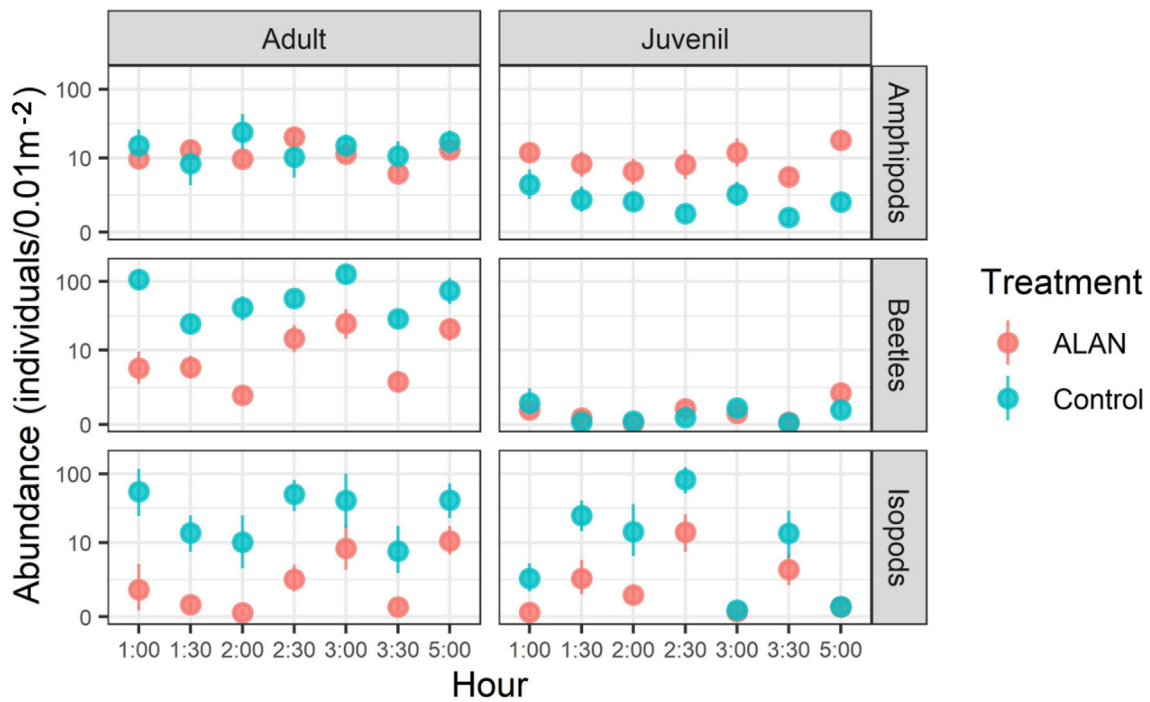 Adult
Juvenil
Abundance (individuals/0.01m⁻²)
100
10
0
Amphipods
100
10
0
Beetles
100
10
0
Isopods
1:00 1:30 2:00 2:30 3:00 3:30 5:00
1:00 1:30 2:00 2:30 3:00 3:30 5:00
Hour
Treatment
ALAN
Control